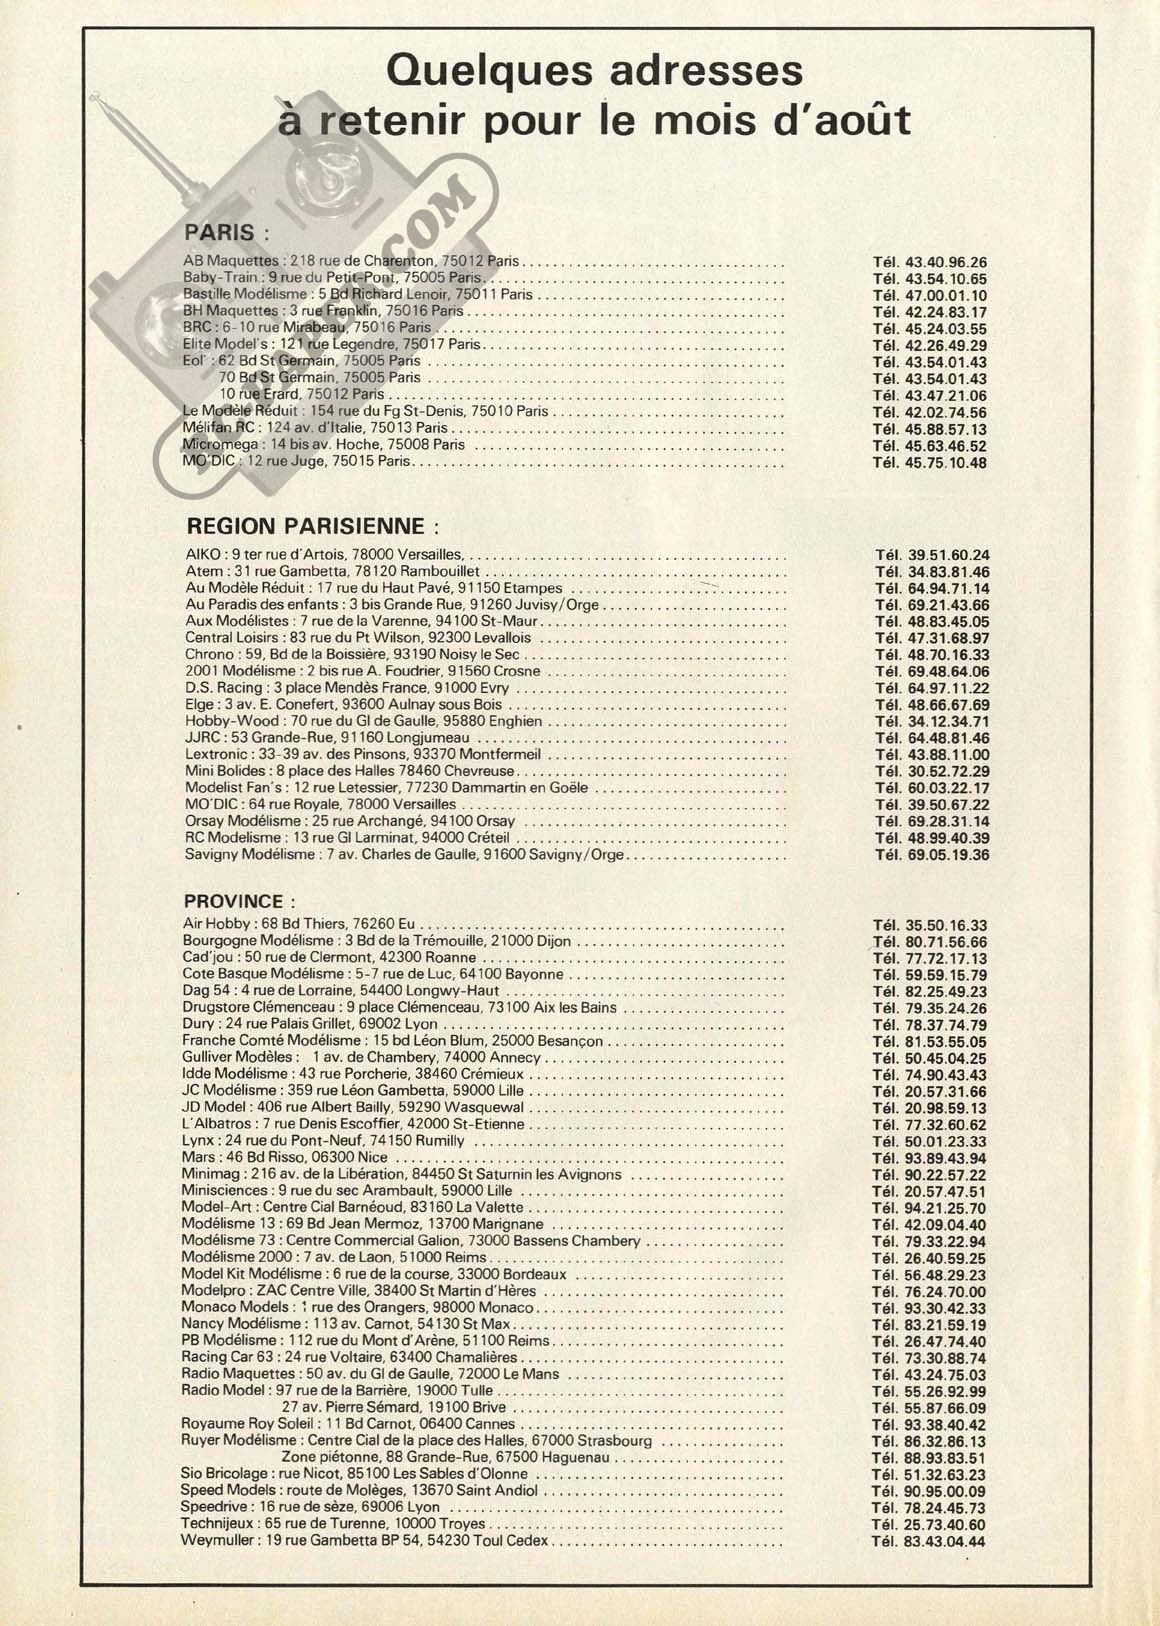 Quelques adresses
à retenir pour le mois d'août
RCPAPER.COM
PARIS :
AB Maquettes : 218 rue de Charenton, 75012 Paris Tél. 43.40.96.26
Baby-Train : 9 rue du Petit-Pont, 75005 Paris Tél. 43.54.10.65
Bastille Modélisme : 5 Bd Richard Lenoir, 75011 Paris Tél. 47.00.01.10
BH Maquettes : 3 rue Franklin, 75016 Paris Tél. 42.24.83.17
BRC : 6-10 rue Mirabeau, 75016 Paris Tél. 45.24.03.55
Elite Model's : 121 rue Legendre, 75017 Paris Tél. 42.26.49.29
Eol' : 62 Bd St Germain, 75005 Paris Tél. 43.54.01.43
70 Bd St Germain, 75005 Paris Tél. 43.54.01.43
10 rue Erard, 75012 Paris Tél. 43.47.21.06
Le Modèle Réduit : 154 rue du Fg St-Denis, 75010 Paris Tél. 42.02.74.56
Mélifan RC : 124 av. d'Italie, 75013 Paris Tél. 45.88.57.13
Micromega : 14 bis av. Hoche, 75008 Paris Tél. 45.63.46.52
MO'DIC : 12 rue Juge, 75015 Paris Tél. 45.75.10.48
REGION PARISIENNE :
AIKO : 9 ter rue d'Artois, 78000 Versailles, Tél. 39.51.60.24
Atem : 31 rue Gambetta, 78120 Rambouillet Tél. 34.83.81.46
Au Modèle Réduit : 17 rue du Haut Pavé, 91150 Etampes Tél. 64.94.71.14
Au Paradis des enfants : 3 bis Grande Rue, 91260 Juvisy/Orge Tél. 69.21.43.66
Aux Modélistes : 7 rue de la Varenne, 94100 St-Maur Tél. 48.83.45.05
Central Loisirs : 83 rue du Pt Wilson, 92300 Levallois Tél. 47.31.68.97
Chrono : 59, Bd de la Boissière, 93190 Noisy le Sec Tél. 48.70.16.33
2001 Modélisme : 2 bis rue A. Foudrier, 91560 Crosne Tél. 69.48.64.06
D.S. Racing : 3 place Mendès France, 91000 Evry Tél. 64.97.11.22
Elge : 3 av. E. Conefert, 93600 Aulnay sous Bois Tél. 48.66.67.69
Hobby-Wood : 70 rue du Gl de Gaulle, 95880 Enghien Tél. 34.12.34.71
JJRC : 53 Grande-Rue, 91160 Longjumeau Tél. 64.48.81.46
Lextronic : 33-39 av. des Pinsons, 93370 Montfermeil Tél. 43.88.11.00
Mini Bolides : 8 place des Halles 78460 Chevreuse Tél. 30.52.72.29
Modelist Fan's : 12 rue Letessier, 77230 Dammartin en Goële Tél. 60.03.22.17
MO'DIC : 64 rue Royale, 78000 Versailles Tél. 39.50.67.22
Orsay Modélisme : 25 rue Archangé, 94100 Orsay Tél. 69.28.31.14
RC Modelisme : 13 rue Gl Larminat, 94000 Créteil Tél. 48.99.40.39
Savigny Modélisme : 7 av. Charles de Gaulle, 91600 Savigny/Orge Tél. 69.05.19.36
PROVINCE :
Air Hobby : 68 Bd Thiers, 76260 Eu Tél. 35.50.16.33
Bourgogne Modélisme : 3 Bd de la Trémouille, 21000 Dijon Tél. 80.71.56.66
Cad'jou : 50 rue de Clermont, 42300 Roanne Tél. 77.72.17.13
Cote Basque Modélisme : 5-7 rue de Luc, 64100 Bayonne Tél. 59.59.15.79
Dag 54 : 4 rue de Lorraine, 54400 Longwy-Haut Tél. 82.25.49.23
Drugstore Clémenceau : 9 place Clémenceau, 73100 Aix les Bains Tél. 79.35.24.26
Dury : 24 rue Palais Grillet, 69002 Lyon Tél. 78.37.74.79
Franche Comté Modélisme : 15 bd Léon Blum, 25000 Besançon Tél. 81.53.55.05
Gulliver Modèles : 1 av. de Chambery, 74000 Annecy Tél. 50.45.04.25
Idde Modélisme : 43 rue Porcherie, 38460 Crémieux Tél. 74.90.43.43
JC Modélisme : 359 rue Léon Gambetta, 59000 Lille Tél. 20.57.31.66
JD Model : 406 rue Albert Bailly, 59290 Wasquewal Tél. 20.98.59.13
L'Albatros : 7 rue Denis Escoffier, 42000 St-Etienne Tél. 77.32.60.62
Lynx : 24 rue du Pont-Neuf, 74150 Rumilly Tél. 50.01.23.33
Mars : 46 Bd Risso, 06300 Nice Tél. 93.89.43.94
Minimag : 216 av. de la Libération, 84450 St Saturnin les Avignons Tél. 90.22.57.22
Minisciences : 9 rue du sec Arambault, 59000 Lille Tél. 20.57.47.51
Model-Art : Centre Cial Barnéoud, 83160 La Valette Tél. 94.21.25.70
Modélisme 13 : 69 Bd Jean Mermoz, 13700 Marignane Tél. 42.09.04.40
Modélisme 73 : Centre Commercial Galion, 73000 Bassens Chambery Tél. 79.33.22.94
Modélisme 2000 : 7 av. de Laon, 51000 Reims Tél. 26.40.59.25
Model Kit Modélisme : 6 rue de la course, 33000 Bordeaux Tél. 56.48.29.23
Modelpro : ZAC Centre Ville, 38400 St Martin d'Hères Tél. 76.24.70.00
Monaco Models : 1 rue des Orangers, 98000 Monaco Tél. 93.30.42.33
Nancy Modélisme : 113 av. Carnot, 54130 St Max Tél. 83.21.59.19
PB Modélisme : 112 rue du Mont d'Arène, 51100 Reims Tél. 26.47.74.40
Racing Car 63 : 24 rue Voltaire, 63400 Chamalières Tél. 73.30.88.74
Radio Maquettes : 50 av. du Gl de Gaulle, 72000 Le Mans Tél. 43.24.75.03
Radio Model : 97 rue de la Barrière, 19000 Tulle Tél. 55.26.92.99
27 av. Pierre Sémard, 19100 Brive Tél. 55.87.66.09
Royaume Roy Soleil : 11 Bd Carnot, 06400 Cannes Tél. 93.38.40.42
Ruyer Modélisme : Centre Cial de la place des Halles, 67000 Strasbourg Tél. 86.32.86.13
Zone piétonne, 88 Grande-Rue, 67500 Haguenau Tél. 88.93.83.51
Sio Bricolage : rue Nicot, 85100 Les Sables d'Olonne Tél. 51.32.63.23
Speed Models : route de Molèges, 13670 Saint Andiol Tél. 90.95.00.09
Speedrive : 16 rue de sèze, 69006 Lyon Tél. 78.24.45.73
Technijeux : 65 rue de Turenne, 10000 Troyes Tél. 25.73.40.60
Weymuller : 19 rue Gambetta BP 54, 54230 Toul Cedex Tél. 83.43.04.44